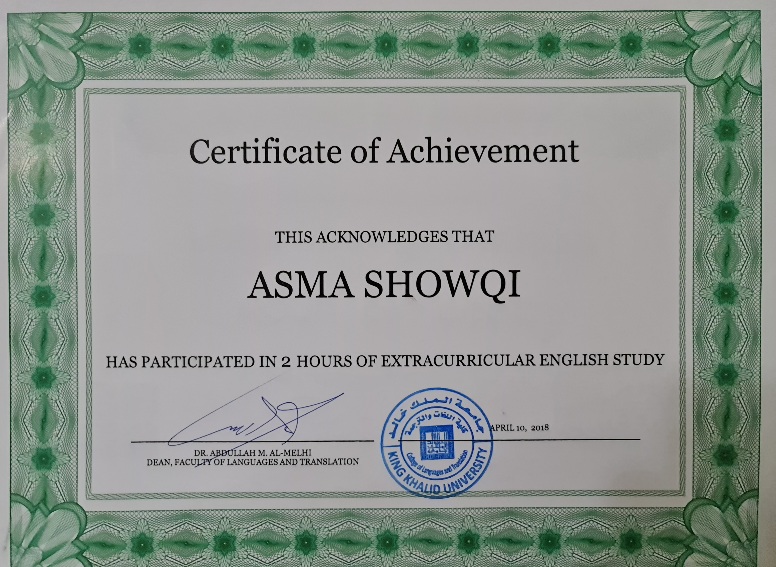 Certificate of Achievement
THIS ACKNOWLEDGES THAT
ASMA SHOWQI
HAS PARTICIPATED IN 2 HOURS OF EXTRACURRICULAR ENGLISH STUDY
APRIL 10, 2018
DR. ABDULLAH M. AL-MELHI
DEAN, FACULTY OF LANGUAGES AND TRANSLATION
جامعة الملك خالد
كلية اللغات والترجمة
College of Languages and Translation
KING KHALID UNIVERSITY